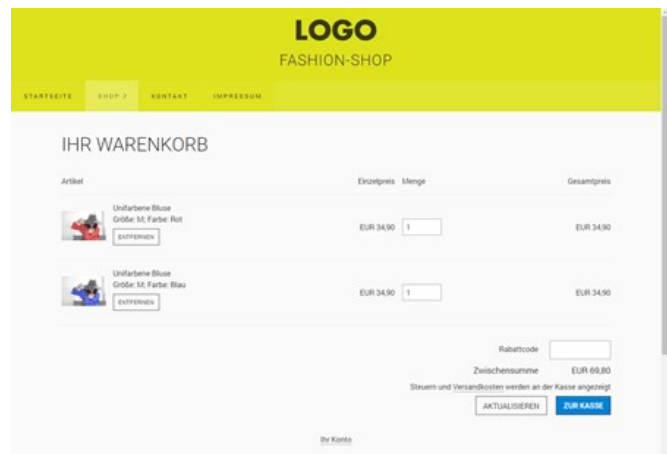 LOGO
FASHION-SHOP
STARTSEITE SHOP KONTAKT IMPRESSUM
IHR WARENKORB
Artikel Einzelpreis Menge Gesamtpreis
Unifarbene Bluse
Größe: M; Farbe: Rot
EUR 34,90 1 EUR 34,90
ENTFERNEN
Unifarbene Bluse
Größe: M; Farbe: Blau
EUR 34,90 1 EUR 34,90
ENTFERNEN
Rabattcode
Zwischensumme EUR 69,80
Steuern und Versandkosten werden an der Kasse angezeigt
AKTUALISIEREN ZUR KASSE
Ihr Konto